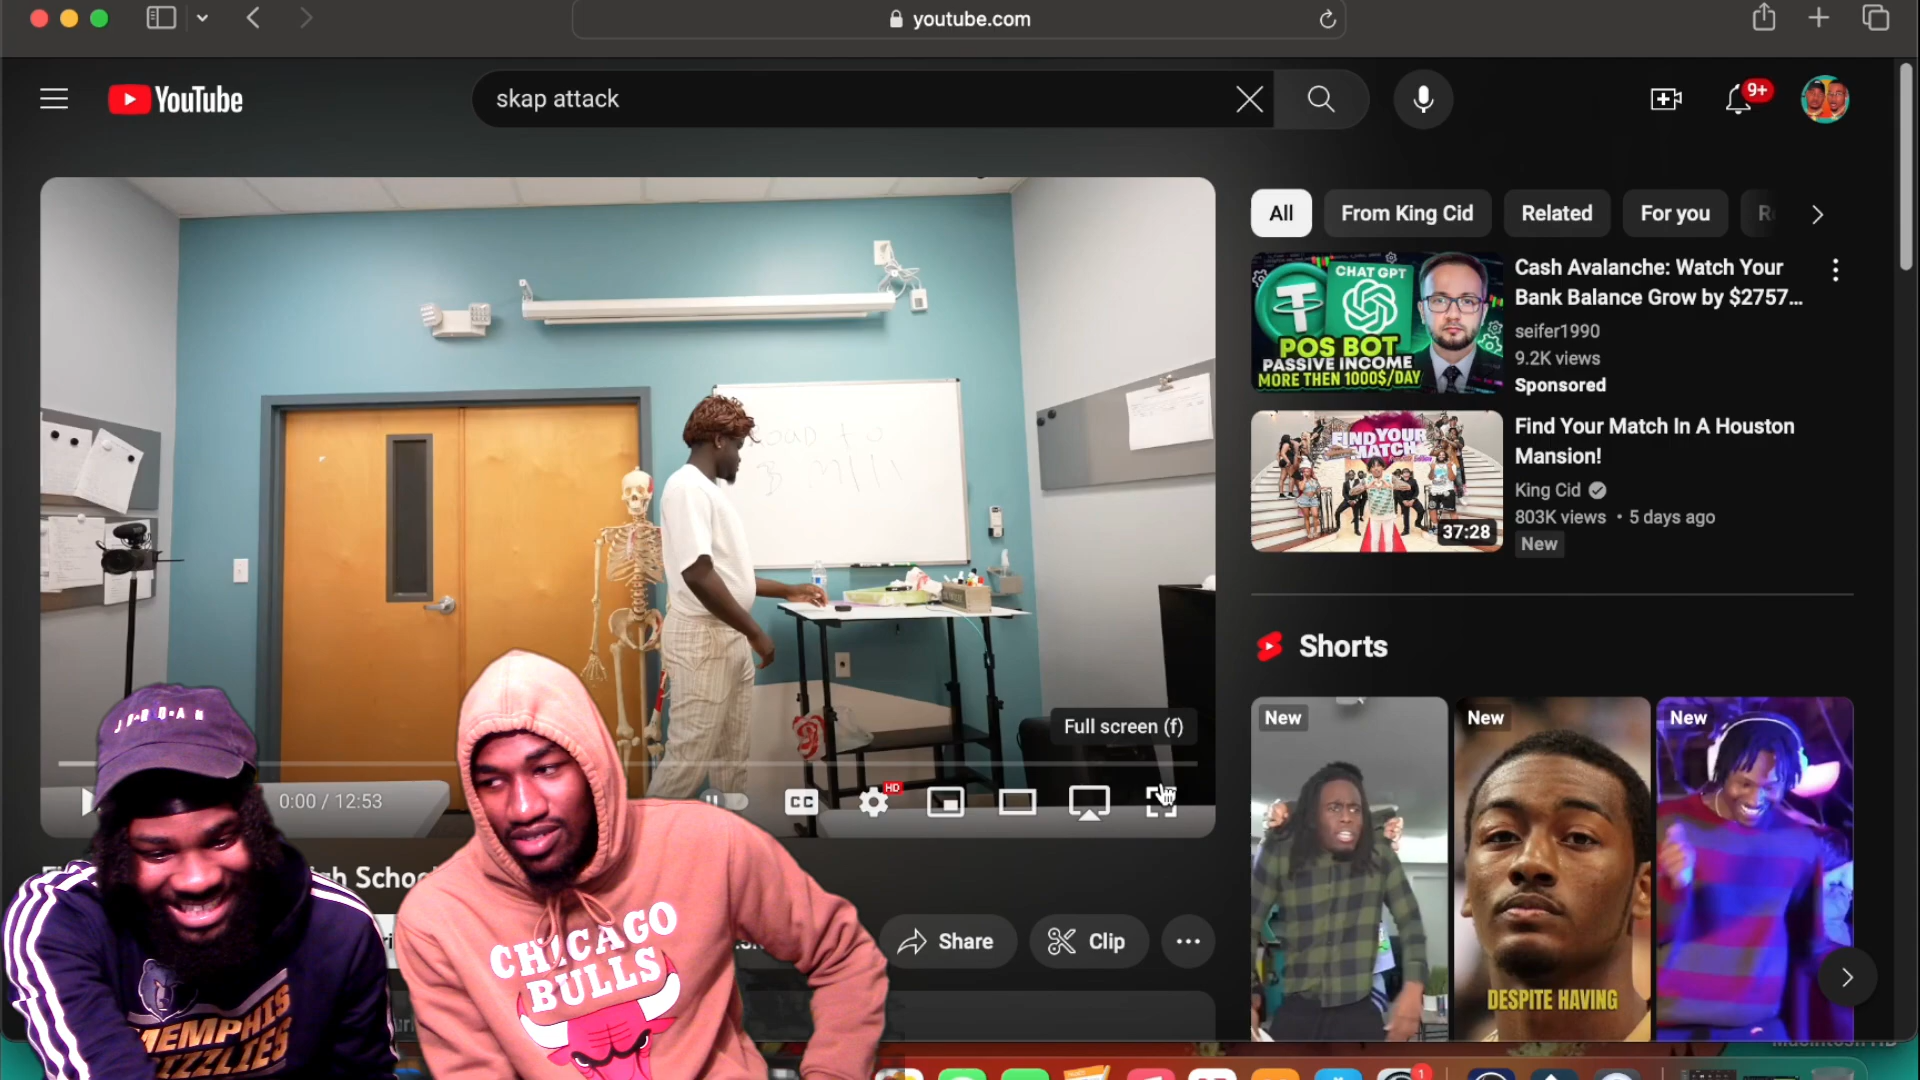 youtube.com
YouTube
skap attack
9+
All
From King Cid
Related
For you
CHAT GPT
POS BOT
PASSIVE INCOME
MORE THEN 1000$/DAY
Cash Avalanche: Watch Your
Bank Balance Grow by $2757...
seifer1990
9.2K views
Sponsored
FIND YOUR
MATCH
37:28
Find Your Match In A Houston
Mansion!
King Cid
803K views • 5 days ago
New
Shorts
New
New
New
DESPITE HAVING
Full screen (f)
0:00 / 12:53
CC
HD
Share
Clip
JORDAN
MEMPHIS
GRIZZLIES
CHICAGO
BULLS
1